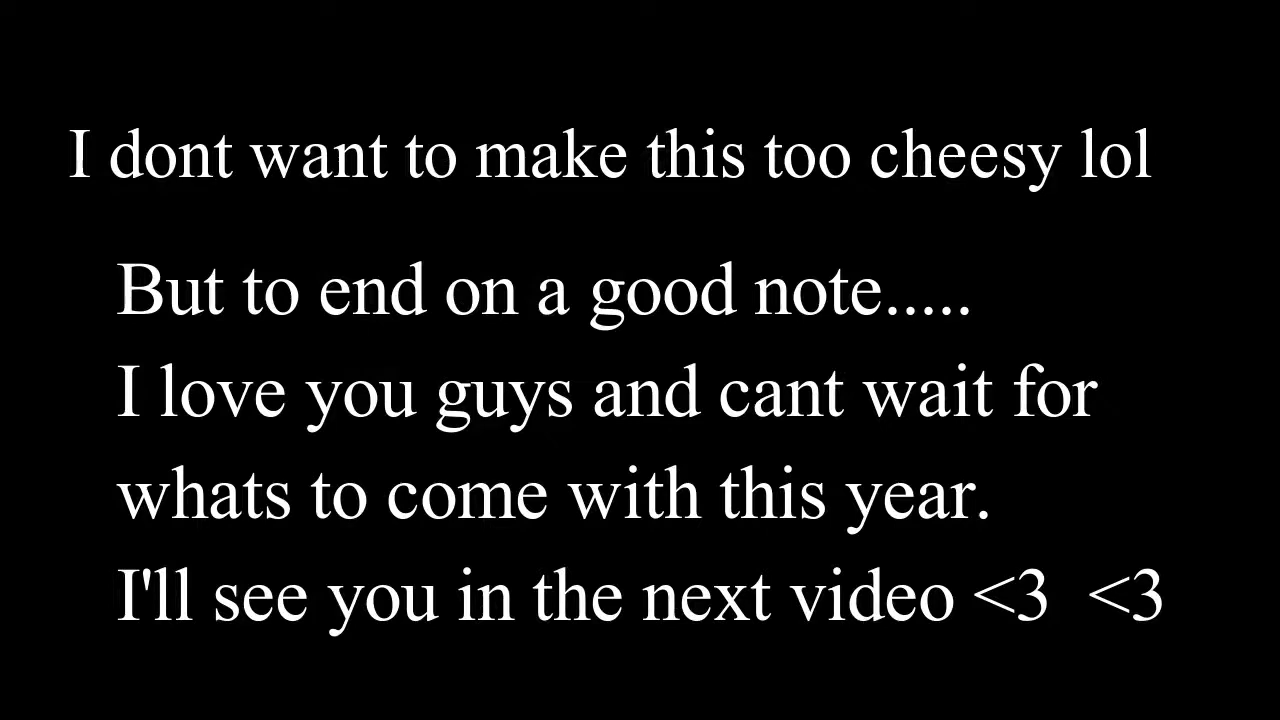 I dont want to make this too cheesy lol
But to end on a good note.....
I love you guys and cant wait for
whats to come with this year.
I'll see you in the next video <3  <3